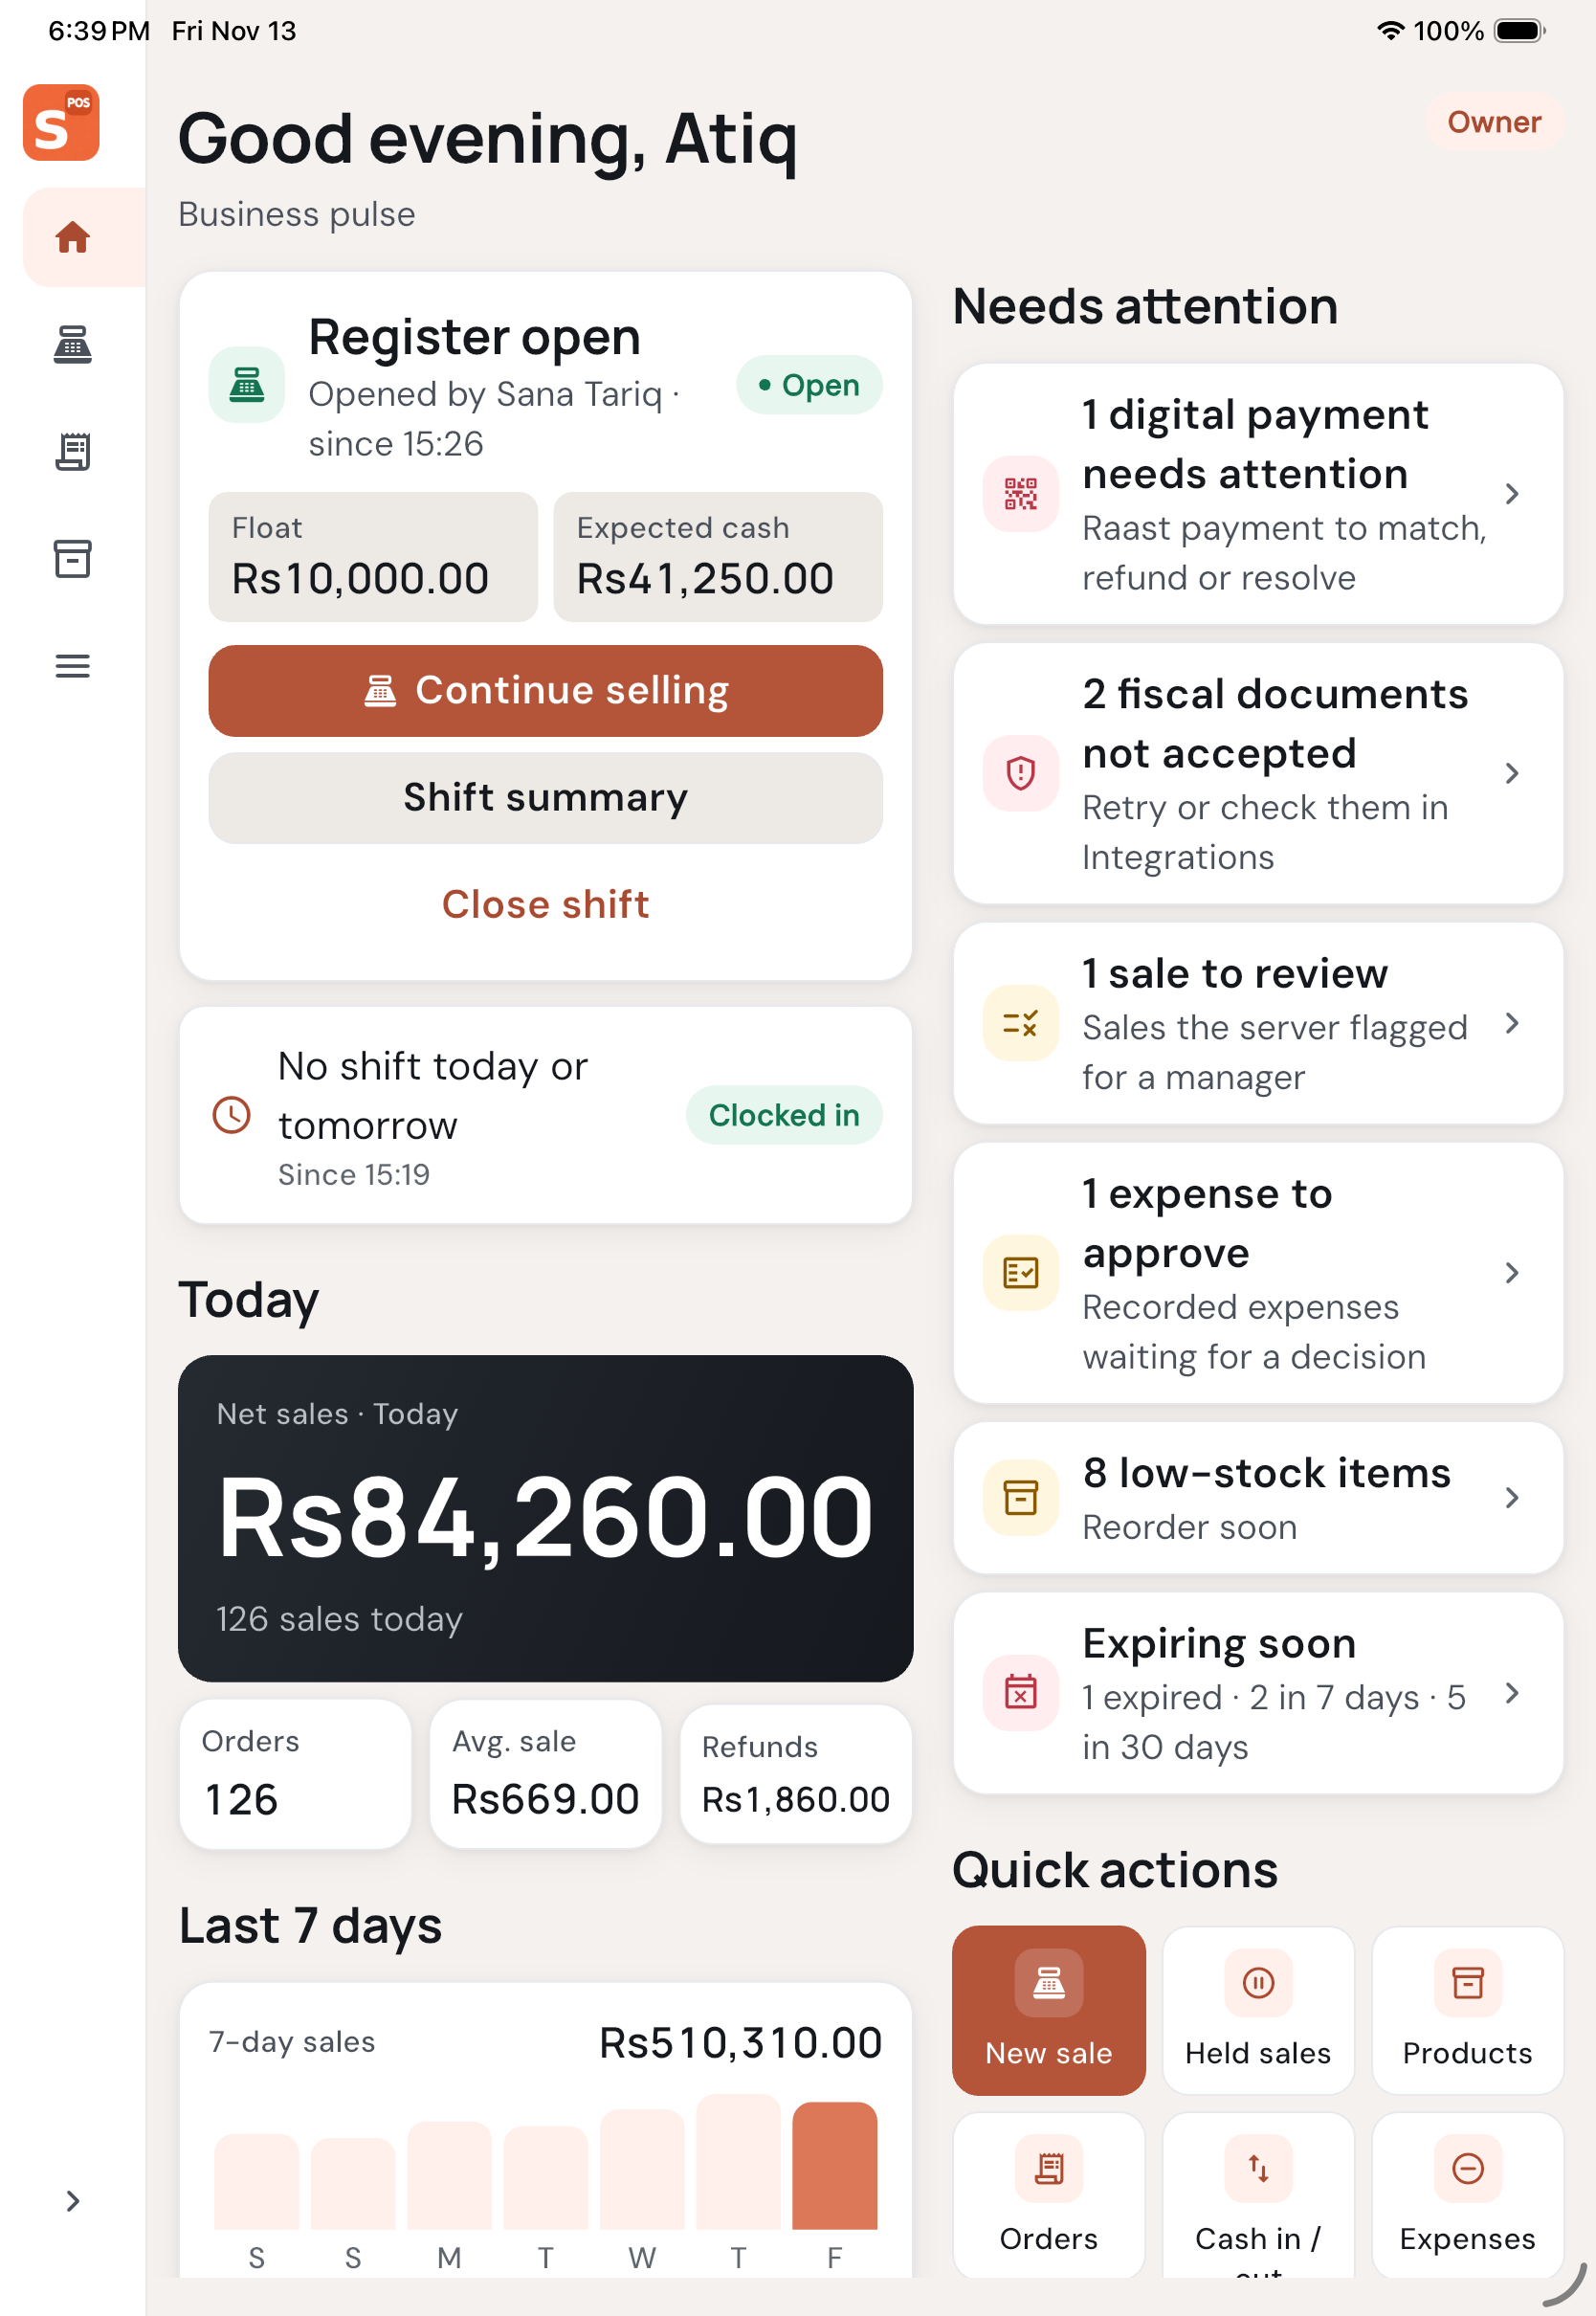 6:39 PM Fri Nov 13
100%
S POS
Good evening, Atiq
Owner
Business pulse
Register open
Opened by Sana Tariq ·
since 15:26
• Open
Float
Rs10,000.00
Expected cash
Rs41,250.00
Continue selling
Shift summary
Close shift
No shift today or
tomorrow
Since 15:19
Clocked in
Today
Net sales · Today
Rs84,260.00
126 sales today
Orders
126
Avg. sale
Rs669.00
Refunds
Rs1,860.00
Last 7 days
7-day sales
Rs510,310.00
S S M T W T F
Needs attention
1 digital payment
needs attention
Raast payment to match,
refund or resolve
2 fiscal documents
not accepted
Retry or check them in
Integrations
1 sale to review
Sales the server flagged
for a manager
1 expense to
approve
Recorded expenses
waiting for a decision
8 low-stock items
Reorder soon
Expiring soon
1 expired · 2 in 7 days · 5
in 30 days
Quick actions
New sale
Held sales
Products
Orders
Cash in /
out
Expenses